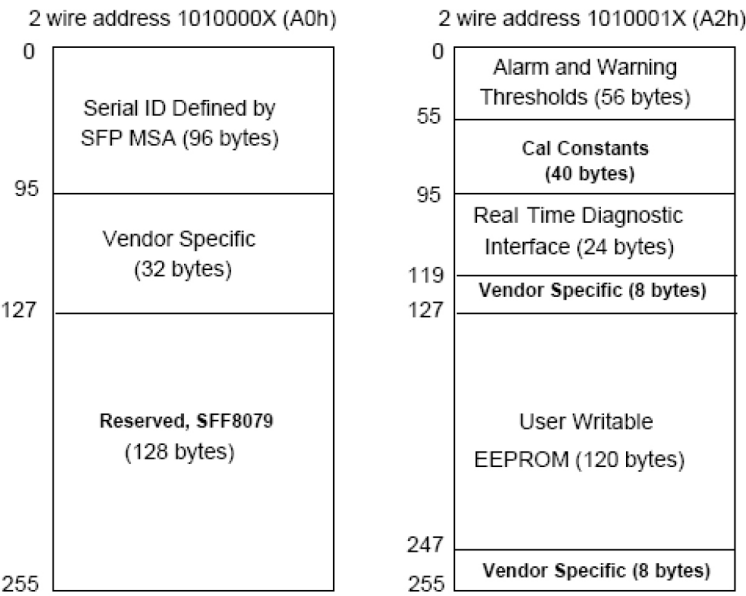 2 wire address 1010000X (A0h)
0
Serial ID Defined by
SFP MSA (96 bytes)
95
Vendor Specific
(32 bytes)
127
Reserved, SFF8079
(128 bytes)
255
2 wire address 1010001X (A2h)
0
Alarm and Warning
Thresholds (56 bytes)
55
Cal Constants
(40 bytes)
95
Real Time Diagnostic
Interface (24 bytes)
119
Vendor Specific (8 bytes)
127
User Writable
EEPROM (120 bytes)
247
Vendor Specific (8 bytes)
255